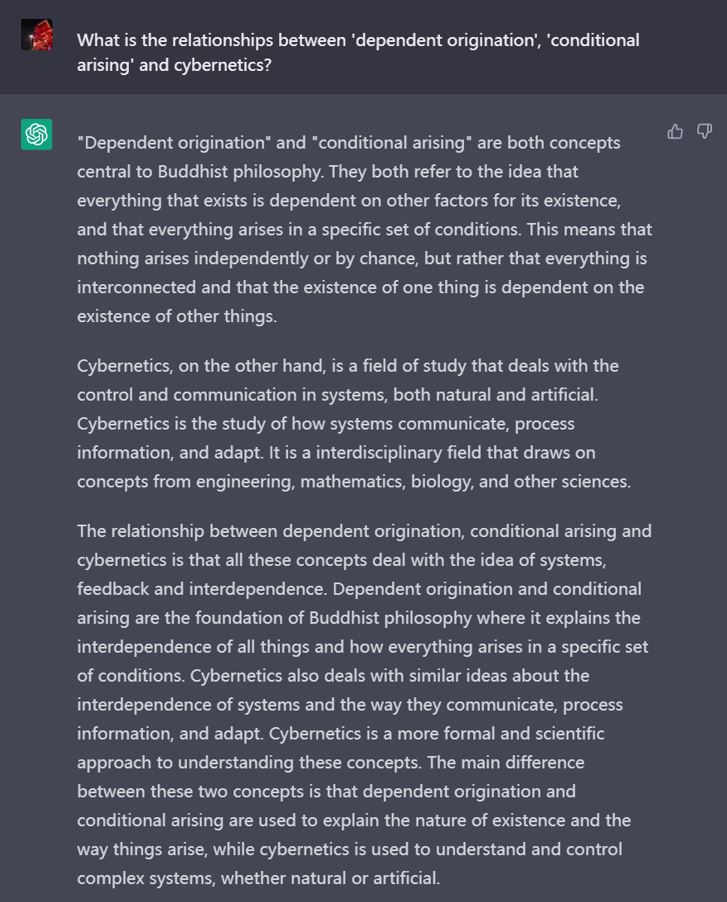 What is the relationships between 'dependent origination', 'conditional
arising' and cybernetics?
"Dependent origination" and "conditional arising" are both concepts
central to Buddhist philosophy. They both refer to the idea that
everything that exists is dependent on other factors for its existence,
and that everything arises in a specific set of conditions. This means that
nothing arises independently or by chance, but rather that everything is
interconnected and that the existence of one thing is dependent on the
existence of other things.
Cybernetics, on the other hand, is a field of study that deals with the
control and communication in systems, both natural and artificial.
Cybernetics is the study of how systems communicate, process
information, and adapt. It is a interdisciplinary field that draws on
concepts from engineering, mathematics, biology, and other sciences.
The relationship between dependent origination, conditional arising and
cybernetics is that all these concepts deal with the idea of systems,
feedback and interdependence. Dependent origination and conditional
arising are the foundation of Buddhist philosophy where it explains the
interdependence of all things and how everything arises in a specific set
of conditions. Cybernetics also deals with similar ideas about the
interdependence of systems and the way they communicate, process
information, and adapt. Cybernetics is a more formal and scientific
approach to understanding these concepts. The main difference
between these two concepts is that dependent origination and
conditional arising are used to explain the nature of existence and the
way things arise, while cybernetics is used to understand and control
complex systems, whether natural or artificial.